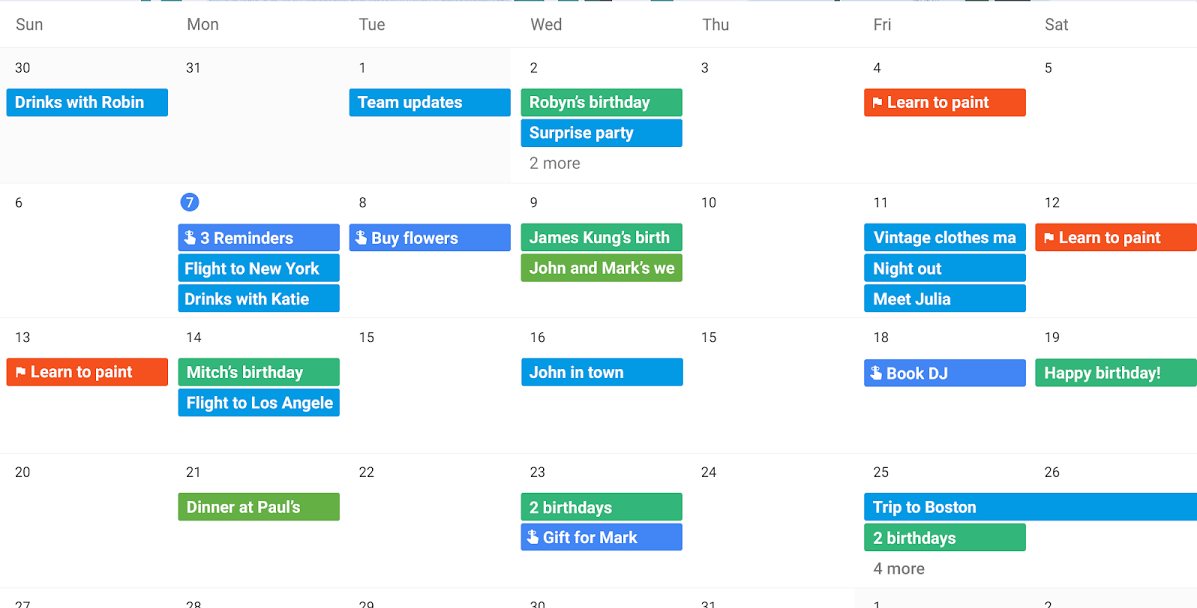 Sun Mon Tue Wed Thu Fri Sat
30 31 1 2 3 4 5
Drinks with Robin Team updates Robyn’s birthday Learn to paint
Surprise party
2 more
6 7 8 9 10 11 12
3 Reminders Buy flowers James Kung’s birth Vintage clothes ma Learn to paint
Flight to New York John and Mark’s we Night out
Drinks with Katie Meet Julia
13 14 15 16 15 18 19
Learn to paint Mitch’s birthday John in town Book DJ Happy birthday!
Flight to Los Angele
20 21 22 23 24 25 26
Dinner at Paul’s 2 birthdays Trip to Boston
Gift for Mark 2 birthdays
4 more
27 28 29 30 31 1 2